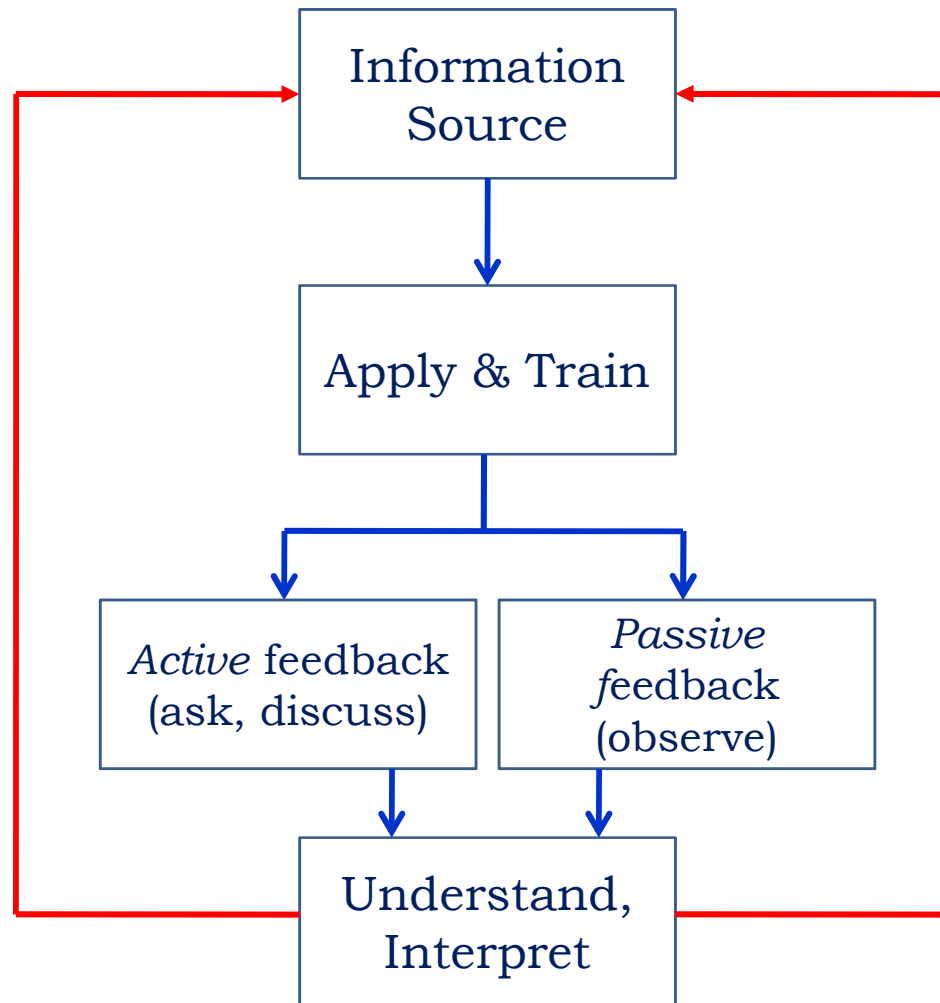 Information
Source
Apply & Train
Active feedback
(ask, discuss)
Passive
feedback
(observe)
Understand,
Interpret